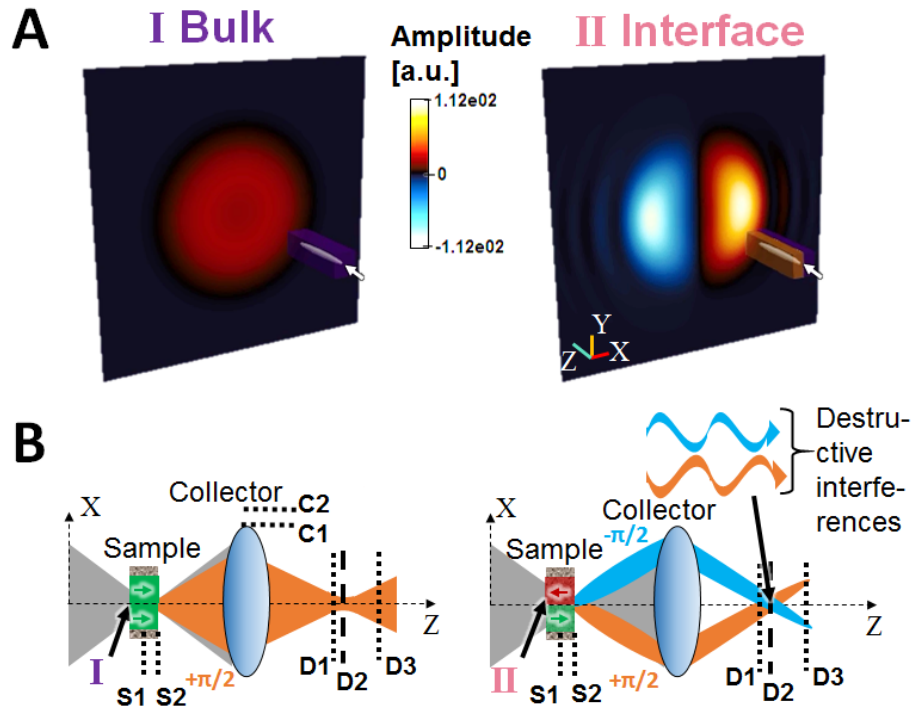 A
I Bulk
Amplitude
[a.u.]
1.12e02
0
-1.12e02
II Interface
Y
Z
X
B
X
Sample
Collector
C2
C1
Z
I
S1
S2
+π/2
D1
D2
D3
Destru-
ctive
interfe-
rences
X
Sample
Collector
-π/2
Z
II
S1
S2
+π/2
D1
D2
D3